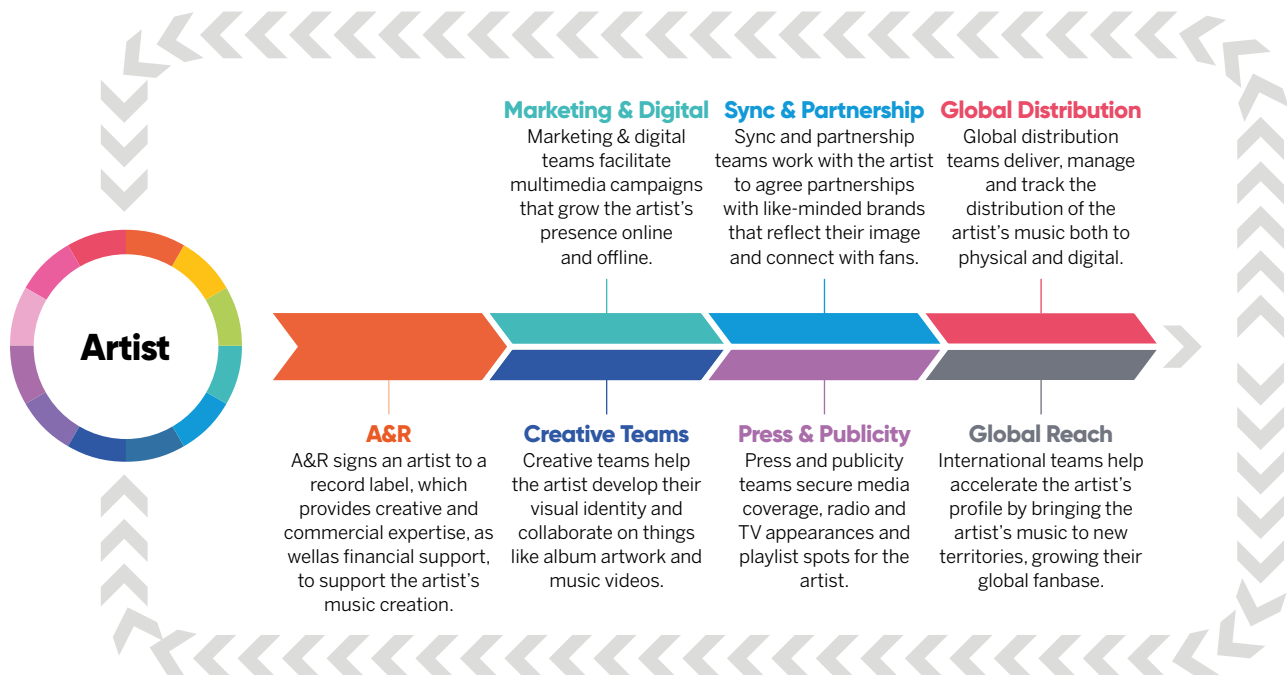 Marketing & Digital
Marketing & digital
teams facilitate
multimedia campaigns
that grow the artist’s
presence online
and offline.
Sync & Partnership
Sync and partnership
teams work with the artist
to agree partnerships
with like-minded brands
that reflect their image
and connect with fans.
Global Distribution
Global distribution
teams deliver, manage
and track the
distribution of the
artist’s music both to
physical and digital.
Artist
A&R
A&R signs an artist to a
record label, which
provides creative and
commercial expertise, as
wellas financial support,
to support the artist’s
music creation.
Creative Teams
Creative teams help
the artist develop their
visual identity and
collaborate on things
like album artwork and
music videos.
Press & Publicity
Press and publicity
teams secure media
coverage, radio and
TV appearances and
playlist spots for the
artist.
Global Reach
International teams help
accelerate the artist’s
profile by bringing the
artist’s music to new
territories, growing their
global fanbase.